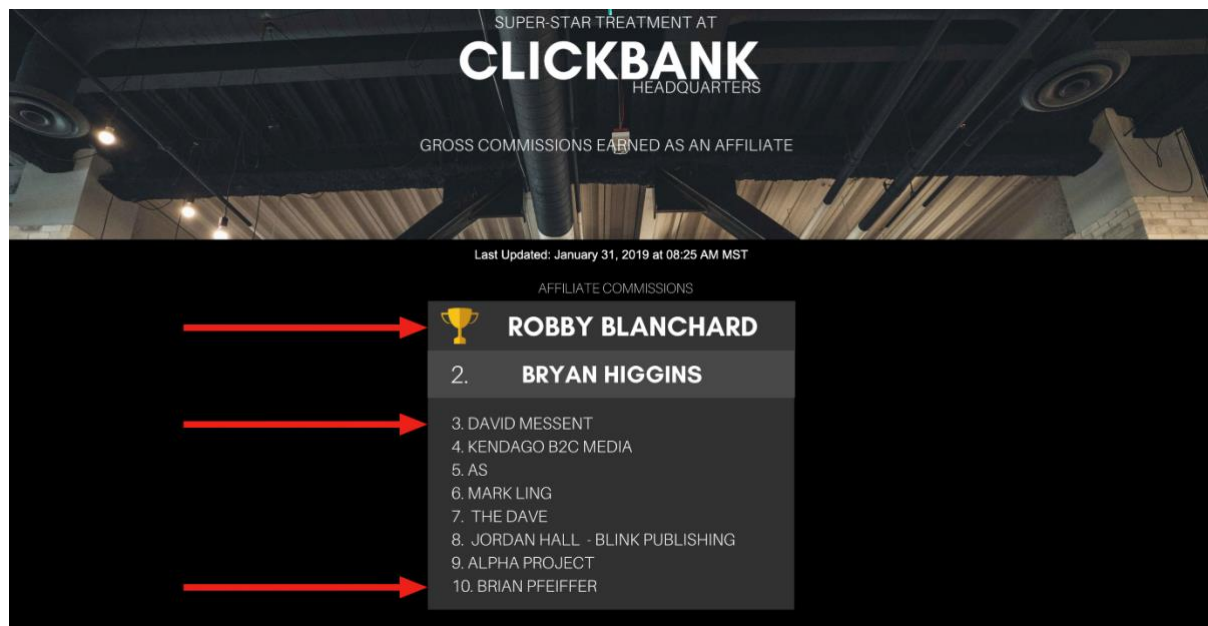 SUPER-STAR TREATMENT AT
CLICKBANK
HEADQUARTERS
GROSS COMMISSIONS EARNED AS AN AFFILIATE
Last Updated: January 31, 2019 at 08:25 AM MST
AFFILIATE COMMISSIONS
ROBBY BLANCHARD
2. BRYAN HIGGINS
3. DAVID MESSENT
4. KENDAGO B2C MEDIA
5. AS
6. MARK LING
7. THE DAVE
8. JORDAN HALL - BLINK PUBLISHING
9. ALPHA PROJECT
10. BRIAN PFEIFFER